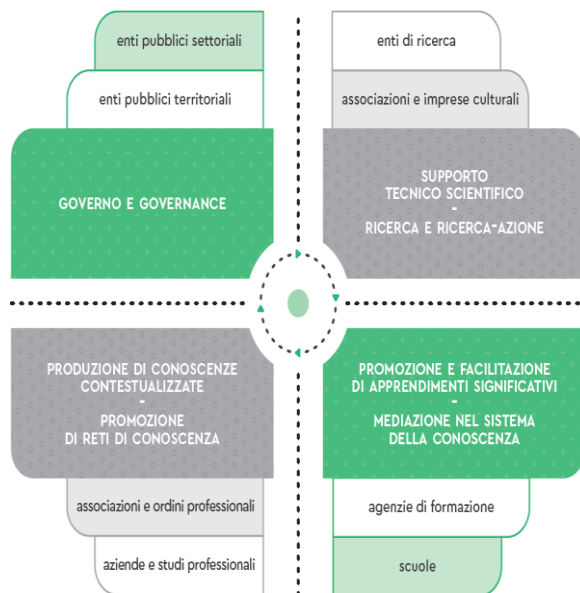 enti pubblici settoriali
enti pubblici territoriali
GOVERNO E GOVERNANCE
enti di ricerca
associazioni e imprese culturali
SUPPORTO
TECNICO SCIENTIFICO
-
RICERCA E RICERCA-AZIONE
PRODUZIONE DI CONOSCENZE
CONTESTUALIZZATE
-
PROMOZIONE
DI RETI DI CONOSCENZA
associazioni e ordini professionali
aziende e studi professionali
PROMOZIONE E FACILITAZIONE
DI APPRENDIMENTI SIGNIFICATIVI
-
MEDIAZIONE NEL SISTEMA
DELLA CONOSCENZA
agenzie di formazione
scuole